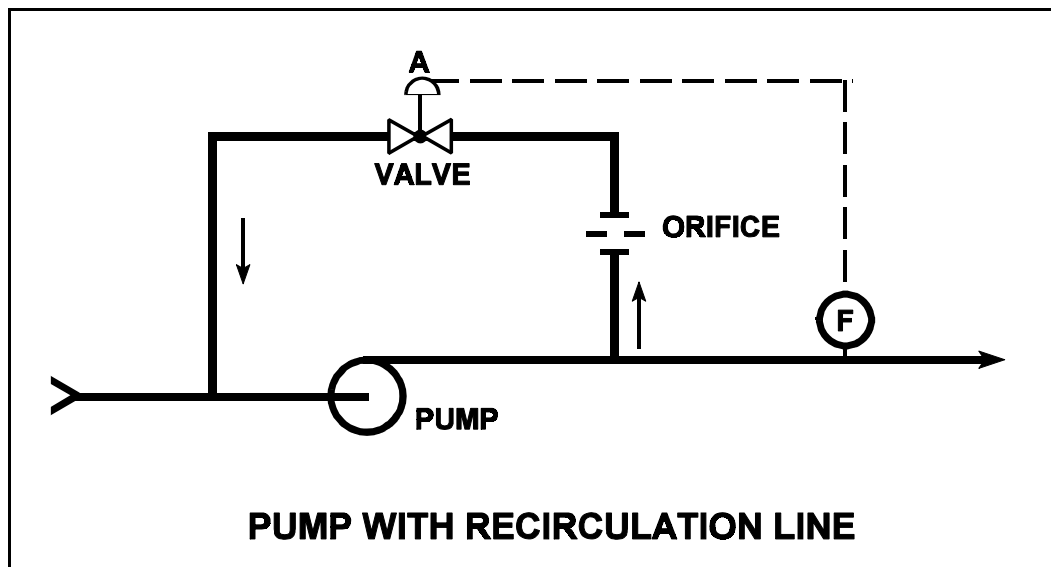 A
VALVE
ORIFICE
F
PUMP
PUMP WITH RECIRCULATION LINE